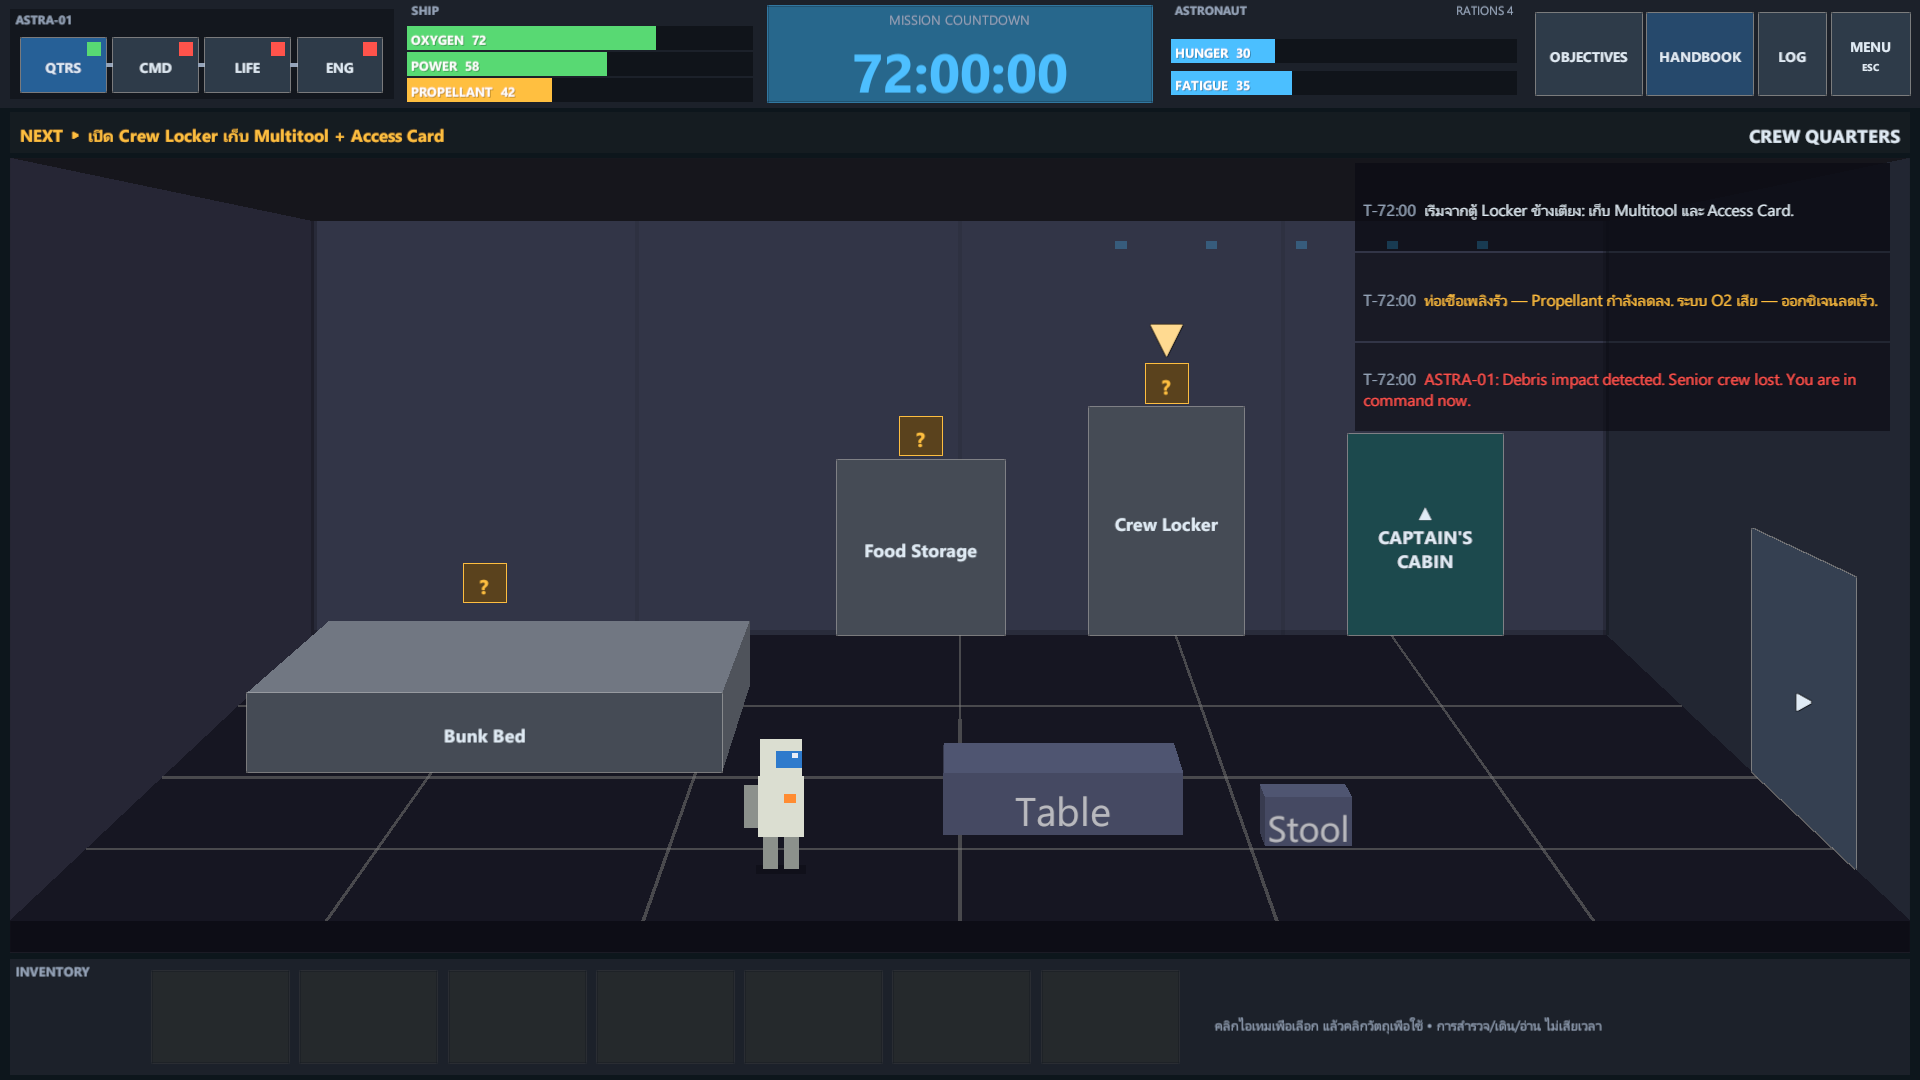 ASTRA-01
QTRS
CMD
LIFE
ENG
SHIP
OXYGEN 72
POWER 58
PROPELLANT 42
MISSION COUNTDOWN
72:00:00
ASTRONAUT
RATIONS 4
HUNGER 30
FATIGUE 35
OBJECTIVES
HANDBOOK
LOG
MENU
ESC
NEXT ▸ เปิด Crew Locker เก็บ Multitool + Access Card
CREW QUARTERS
T-72:00 เริ่มจากตู้ Locker ข้างเตียง: เก็บ Multitool และ Access Card.
T-72:00 ท่อเชื้อเพลิงรั่ว — Propellant กำลังลดลง. ระบบ O2 เสีย — ออกซิเจนลดเร็ว.
T-72:00 ASTRA-01: Debris impact detected. Senior crew lost. You are in
command now.
?
?
?
Food Storage
Crew Locker
▲
CAPTAIN'S
CABIN
Bunk Bed
▶
Table
Stool
INVENTORY
คลิกไอเทมเพื่อเลือก แล้วคลิกวัตถุเพื่อใช้ • การสำรวจ/เดิน/อ่าน ไม่เสียเวลา